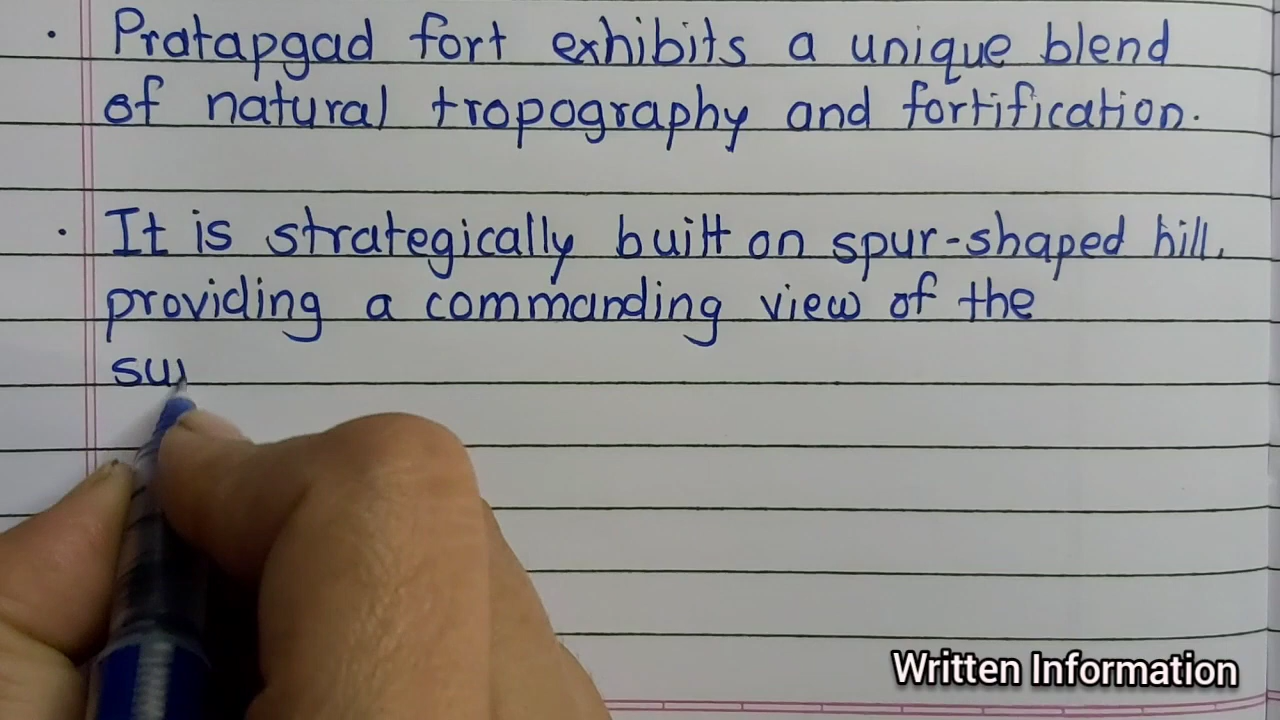 • Pratapgad fort exhibits a unique blend
of natural tropography and fortification.
• It is strategically built on spur-shaped hill,
providing a commanding view of the
su
Written Information